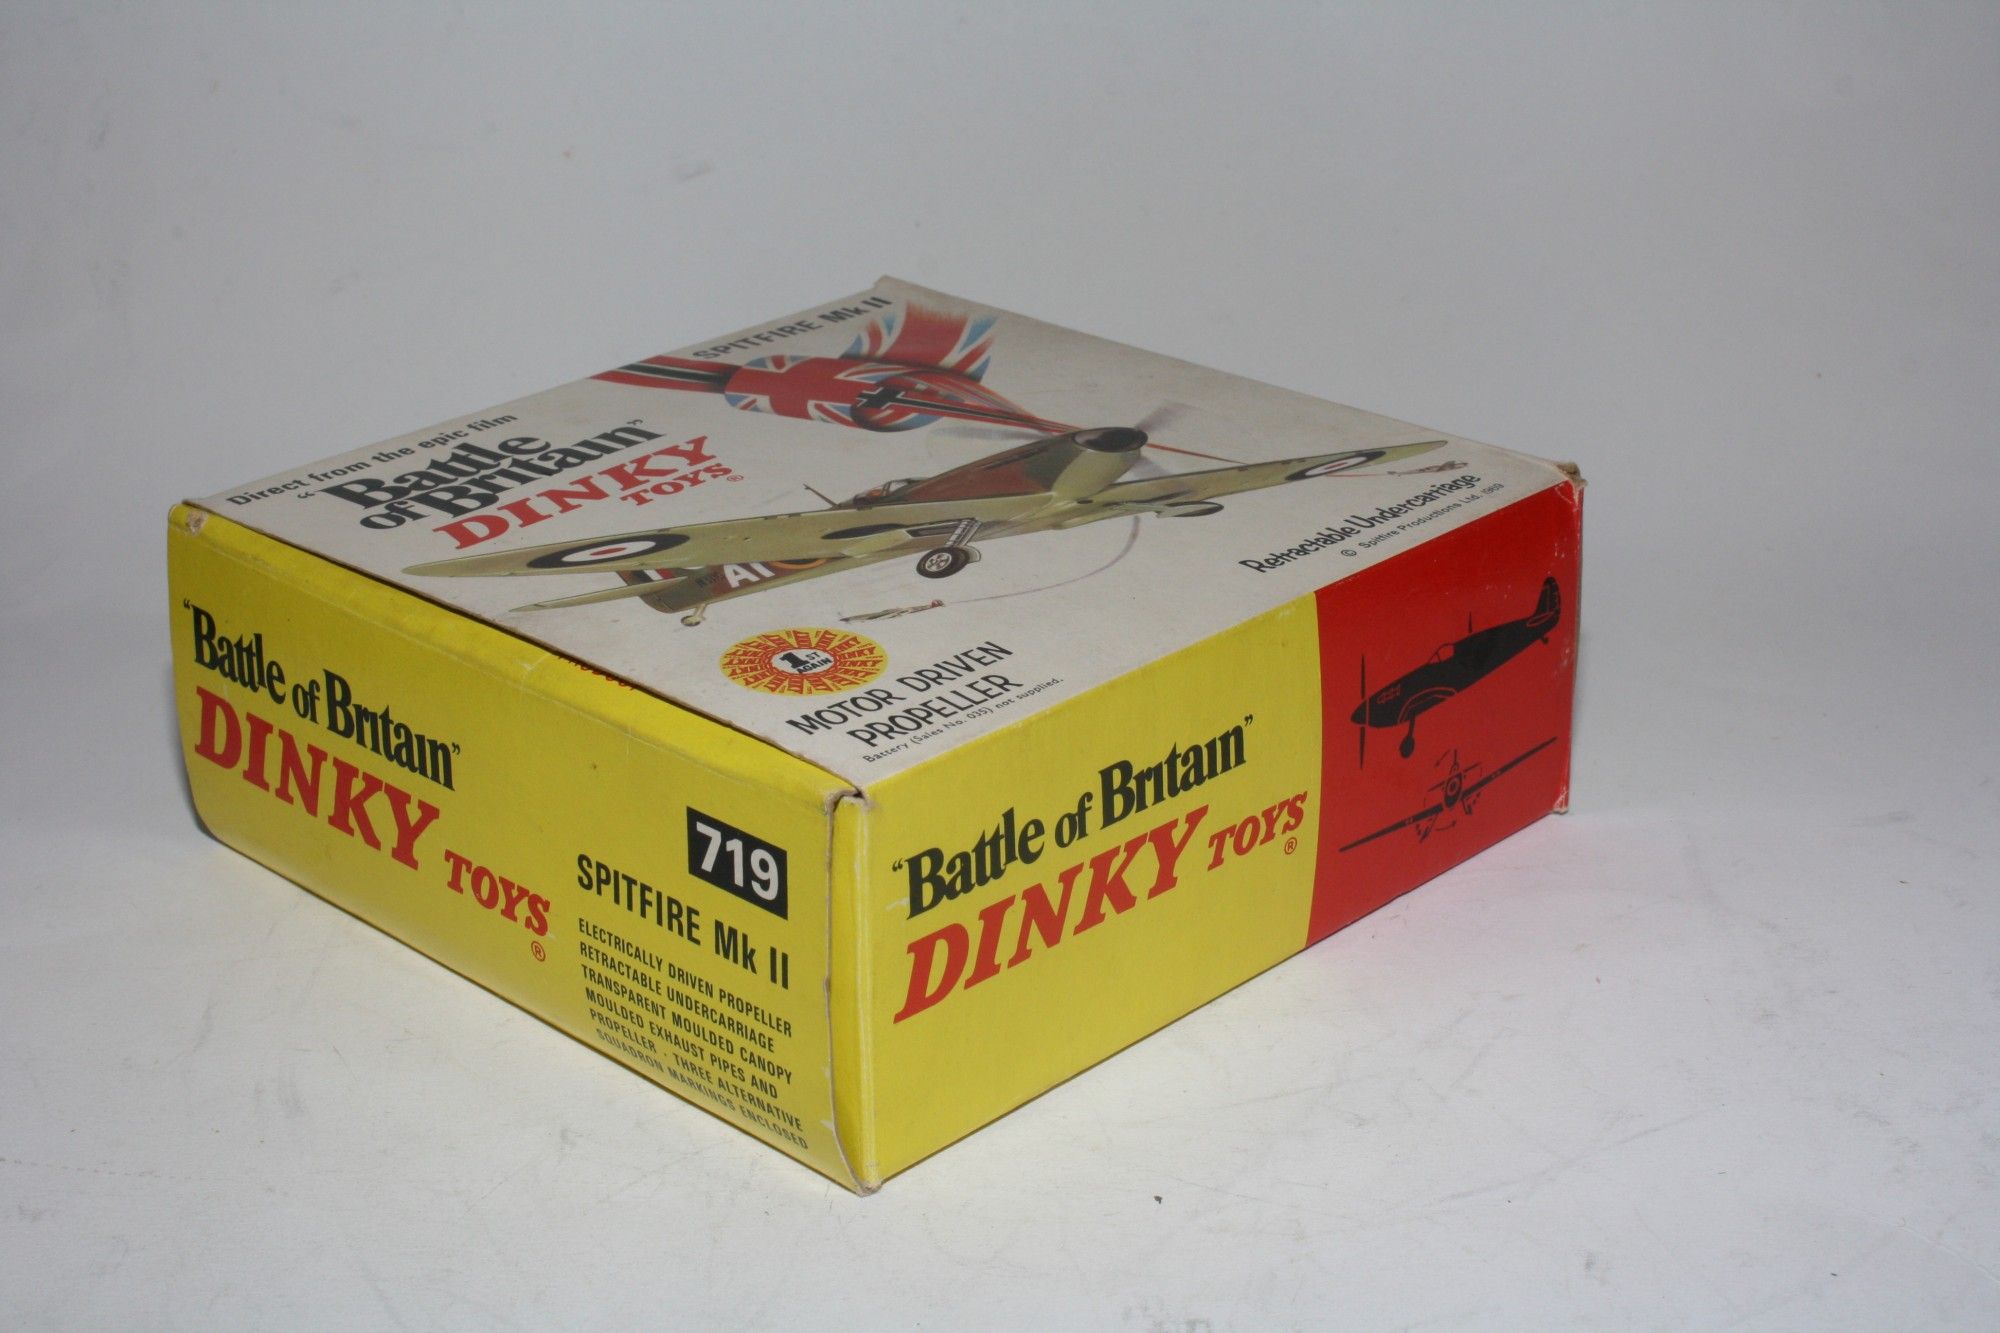 SPITFIRE Mk II
Direct from the epic film
"Battle
of Britain"
DINKY
TOYS®
AI
Retractable Undercarriage
© Spitfire Productions Ltd. 1969
1ST
AGAIN
MOTOR DRIVEN
PROPELLER
Battery (Sales No. 035) not supplied.
"Battle of Britain"
DINKY TOYS
®
719
SPITFIRE Mk II
ELECTRICALLY DRIVEN PROPELLER
RETRACTABLE UNDERCARRIAGE
TRANSPARENT MOULDED CANOPY
MOULDED EXHAUST PIPES AND
PROPELLER · THREE ALTERNATIVE
SQUADRON MARKINGS ENCLOSED
"Battle of Britain"
DINKY TOYS
®